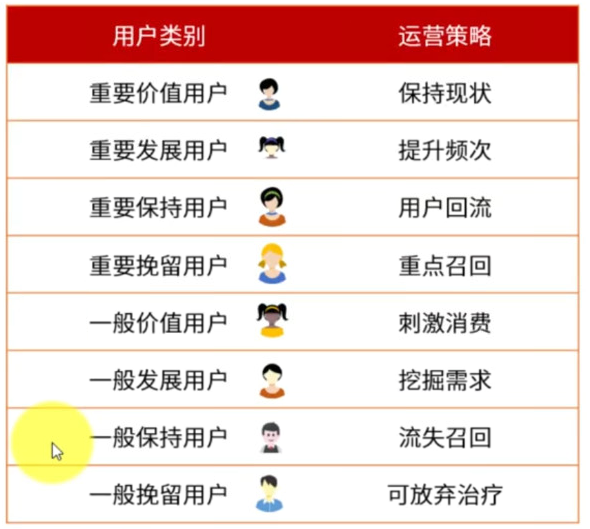 用户类别 运营策略
重要价值用户 保持现状
重要发展用户 提升频次
重要保持用户 用户回流
重要挽留用户 重点召回
一般价值用户 刺激消费
一般发展用户 挖掘需求
一般保持用户 流失召回
一般挽留用户 可放弃治疗